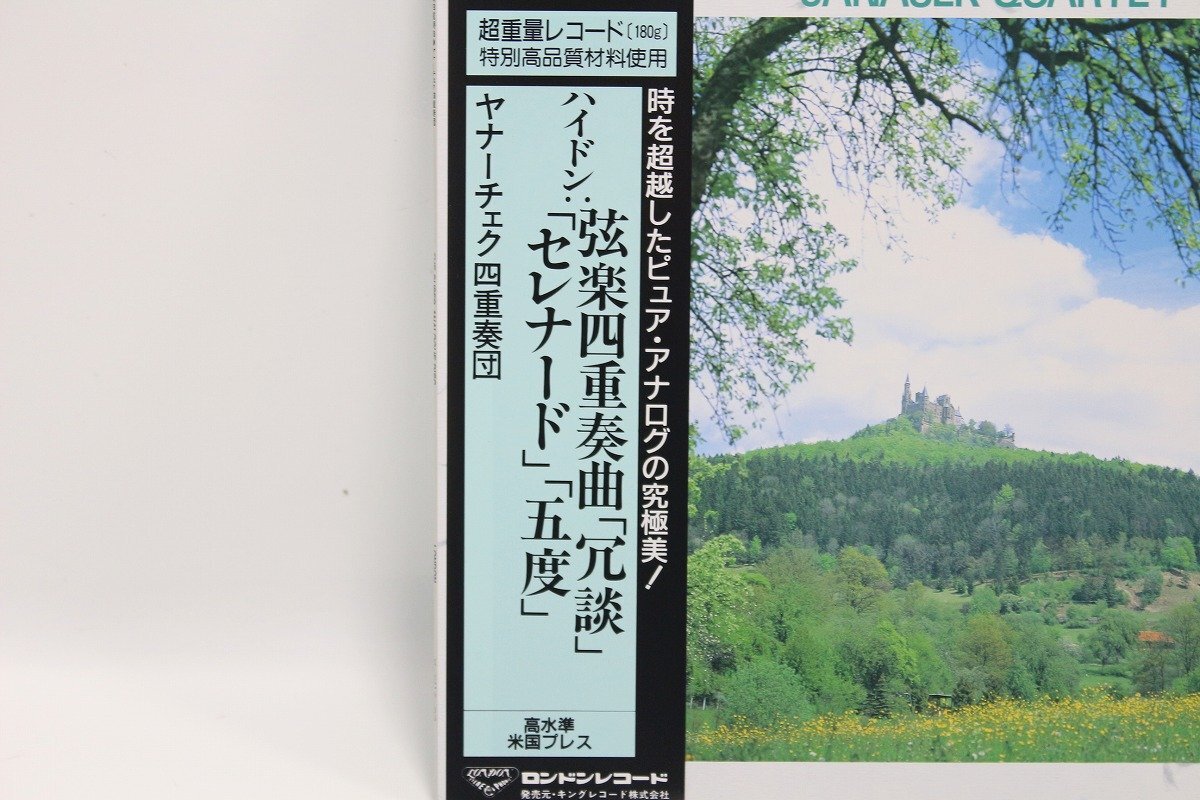 JANÁČEK QUARTET
超重量レコード〔180g〕
特別高品質材料使用
時を超越したピュア・アナログの究極美!
ハイドン:弦楽四重奏曲「冗談」
「セレナード」「五度」
ヤナーチェク四重奏団
高水準
米国プレス
ロンドンレコード
発売元・キングレコード株式会社